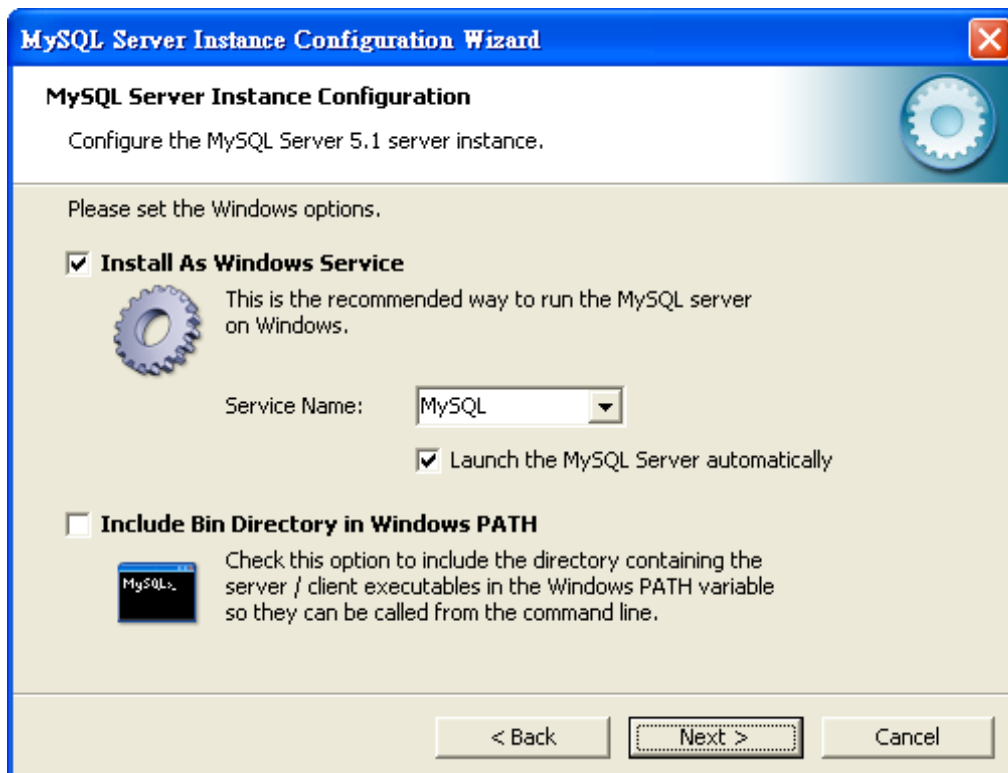 MySQL Server Instance Configuration Wizard
MySQL Server Instance Configuration
Configure the MySQL Server 5.1 server instance.
Please set the Windows options.
Install As Windows Service
This is the recommended way to run the MySQL server
on Windows.
Service Name: MySQL
Launch the MySQL Server automatically
Include Bin Directory in Windows PATH
MySQL>_
Check this option to include the directory containing the
server / client executables in the Windows PATH variable
so they can be called from the command line.
< Back Next > Cancel